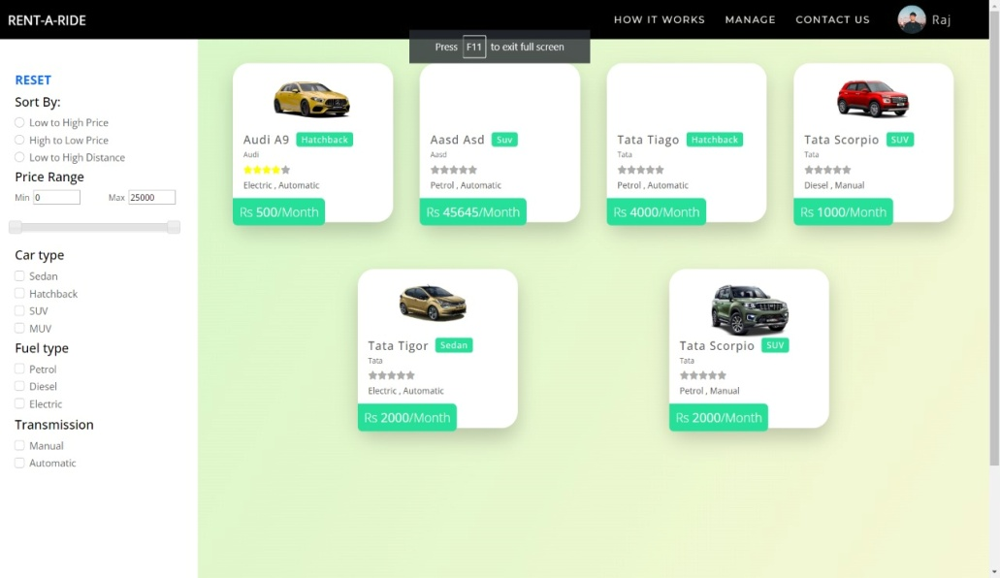 RENT-A-RIDE
HOW IT WORKS MANAGE CONTACT US Raj
Press F11 to exit full screen
RESET
Sort By:
Low to High Price
High to Low Price
Low to High Distance
Price Range
Min 0 Max 25000
Car type
Sedan
Hatchback
SUV
MUV
Fuel type
Petrol
Diesel
Electric
Transmission
Manual
Automatic
Audi A9 Hatchback
Audi
Electric , Automatic
Rs 500/Month
Aasd Asd Suv
Aasd
Petrol , Automatic
Rs 45645/Month
Tata Tiago Hatchback
Tata
Petrol , Automatic
Rs 4000/Month
Tata Scorpio SUV
Tata
Diesel , Manual
Rs 1000/Month
Tata Tigor Sedan
Tata
Electric , Automatic
Rs 2000/Month
Tata Scorpio SUV
Tata
Petrol , Manual
Rs 2000/Month